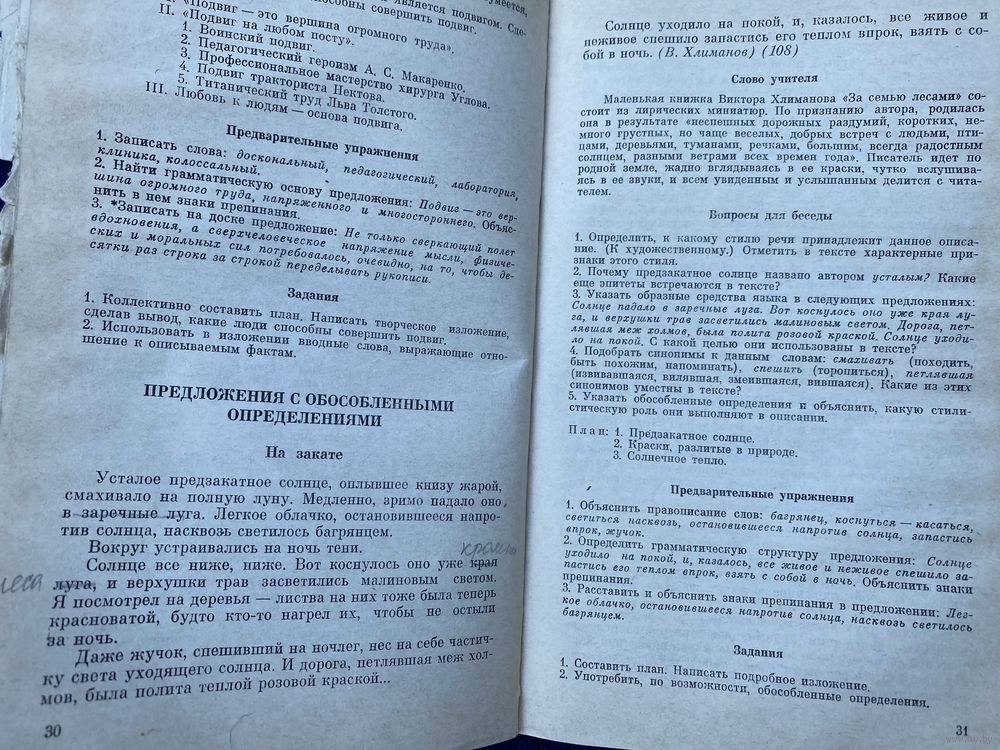 является подвигом. Спе-
способны совершить подвиг.
II. «Подвиг — это вершина огромного труда».
II. «Подвиг на любом посту».
1. Воинский подвиг.
2. Педагогический героизм А. С. Макаренко.
3. Профессиональное мастерство хирурга Углова.
4. Подвиг тракториста Нектова.
5. Титанический труд Льва Толстого.
III. Любовь к людям — основа подвига.
Предварительные упражнения
1. Записать слова: доскональный, педагогический, лаборатория,
клиника, колоссальный.
2. Найти грамматическую основу предложения: Подвиг — это вер-
шина огромного труда, напряженного и многостороннего. Объяс-
нить в нем знаки препинания.
3. *Записать на доске предложение: Не только сверкающий полет
вдохновения, а сверхчеловеческое напряжение мысли, физиче-
ских и моральных сил потребовалось, очевидно, на то, чтобы де-
сятки раз строка за строкой переделывать рукописи.
Задания
1. Коллективно составить план. Написать творческое изложение,
сделав вывод, какие люди способны совершить подвиг.
2. Использовать в изложении вводные слова, выражающие отно-
шение к описываемым фактам.
ПРЕДЛОЖЕНИЯ С ОБОСОБЛЕННЫМИ
ОПРЕДЕЛЕНИЯМИ
На закате
Усталое предзакатное солнце, оплывшее книзу жарой,
смахивало на полную луну. Медленно, зримо падало оно
в заречные луга. Легкое облачко, остановившееся напро-
тив солнца, насквозь светилось багрянцем.
Вокруг устраивались на ночь тени.
Солнце все ниже, ниже. Вот коснулось оно уже края
леса луга, и верхушки трав засветились малиновым светом.
Я посмотрел на деревья — листва на них тоже была теперь
красноватой, будто кто-то нагрел их, чтобы не остыли
за ночь.
Даже жучок, спешивший на ночлег, нес на себе частич-
ку света уходящего солнца. И дорога, петлявшая меж хол-
мов, была полита теплой розовой краской...
30
Солнце уходило на покой, и, казалось, все живое и
неживое спешило запастись его теплом впрок, взять с со-
бой в ночь. (В. Хлиманов) (108)
Слово учителя
Маленькая книжка Виктора Хлиманова «За семью лесами» со-
стоит из лирических миниатюр. По признанию автора, родилась
она в результате «неспешных дорожных раздумий, коротких, не-
много грустных, но чаще веселых, добрых встреч с людьми, пти-
цами, деревьями, туманами, речками, большим, всегда радостным
солнцем, разными ветрами всех времен года». Писатель идет по
родной земле, жадно вглядываясь в ее краски, чутко вслушива-
ясь в ее звуки, и всем увиденным и услышанным делится с чита-
телем.
Вопросы для беседы
1. Определить, к какому стилю речи принадлежит данное описа-
ние. (К художественному.) Отметить в тексте характерные при-
знаки этого стиля.
2. Почему предзакатное солнце названо автором усталым? Какие
еще эпитеты встречаются в тексте?
3. Указать образные средства языка в следующих предложениях:
Солнце падало в заречные луга. Вот коснулось оно уже края лу-
га, и верхушки трав засветились малиновым светом. Дорога, пет-
лявшая меж холмов, была полита розовой краской. Солнце уходи-
ло на покой. С какой целью они использованы в тексте?
4. Подобрать синонимы к данным словам: смахивать (походить,
быть похожим, напоминать), спешить (торопиться), петлявшая
(извивавшаяся, вилявшая, змеившаяся, вившаяся). Какие из этих
синонимов уместны в тексте?
5. Указать обособленные определения и объяснить, какую стили-
стическую роль они выполняют в описании.
План: 1. Предзакатное солнце.
2. Краски, разлитые в природе.
3. Солнечное тепло.
Предварительные упражнения
1. Объяснить правописание слов: багрянец, коснуться — касаться,
светиться насквозь, остановившееся напротив солнца, запастись
впрок, жучок.
2. Определить грамматическую структуру предложения: Солнце
уходило на покой, и, казалось, все живое и неживое спешило за-
пастись его теплом впрок, взять с собой в ночь. Объяснить знаки
препинания.
3. Расставить и объяснить знаки препинания в предложении: Лег-
кое облачко, остановившееся напротив солнца, насквозь светилось
багрянцем.
Задания
1. Составить план. Написать подробное изложение.
2. Употребить, по возможности, обособленные определения.
31